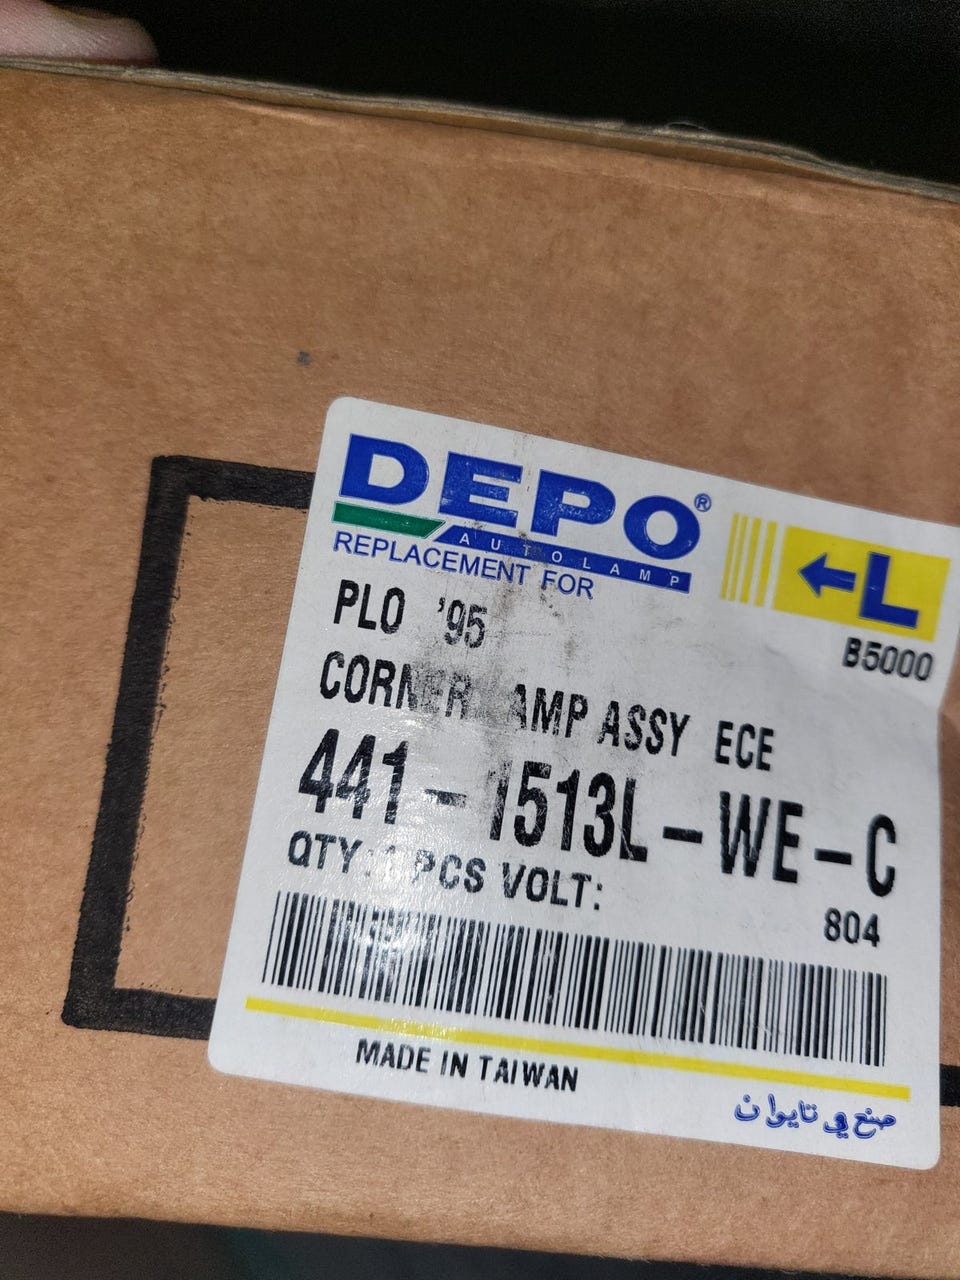 DEPO®
AUTOLAMP
REPLACEMENT FOR
L
B5000
PLO '95
CORNER LAMP ASSY ECE
441-1513L-WE-C
QTY: 1 PCS VOLT:
804
MADE IN TAIWAN
صنع في تايوان